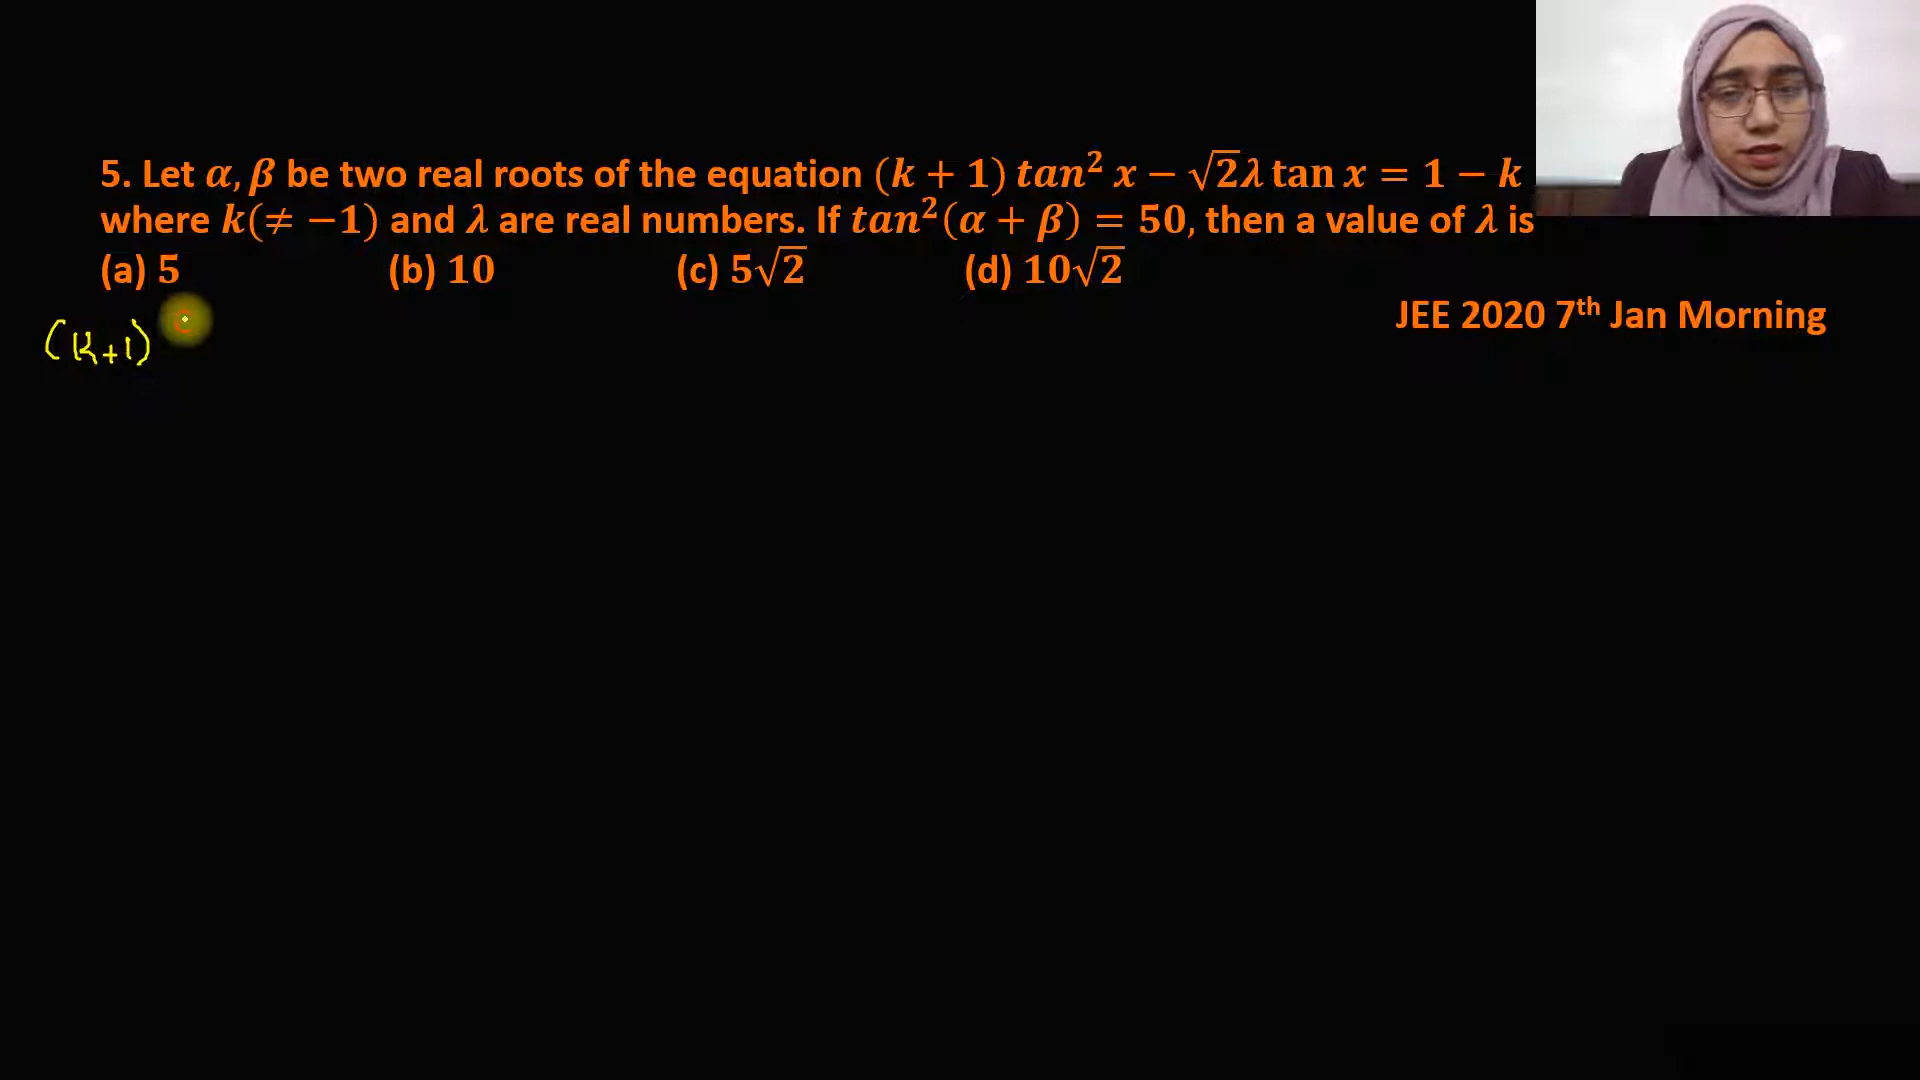 5. Let α, β be two real roots of the equation (k + 1) tan² x − √2λ tan x = 1 − k
where k(≠ −1) and λ are real numbers. If tan²(α + β) = 50, then a value of λ is
(a) 5 (b) 10 (c) 5√2 (d) 10√2
JEE 2020 7th Jan Morning
(k+1)